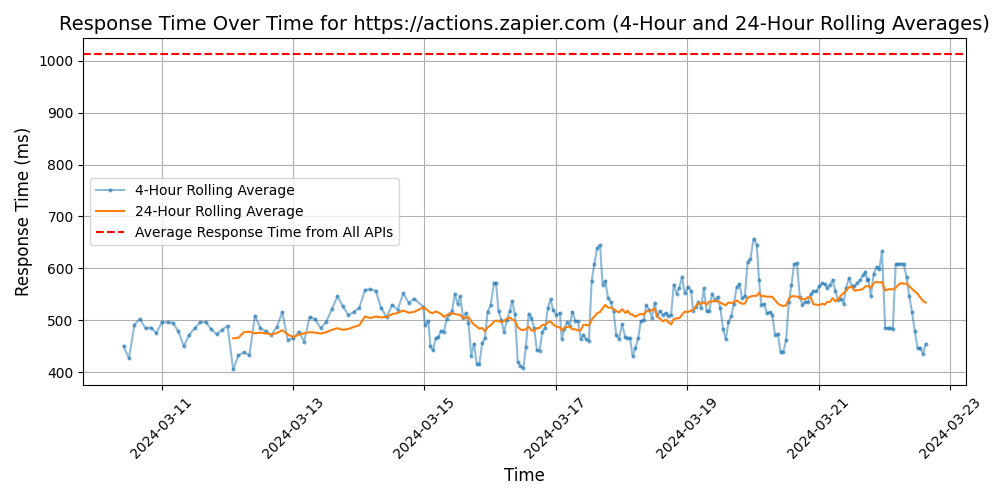 Response Time Over Time for https://actions.zapier.com (4-Hour and 24-Hour Rolling Averages)
Response Time (ms)
1000
900
800
700
600
500
400
4-Hour Rolling Average
24-Hour Rolling Average
Average Response Time from All APIs
2024-03-11
2024-03-13
2024-03-15
2024-03-17
2024-03-19
2024-03-21
2024-03-23
Time